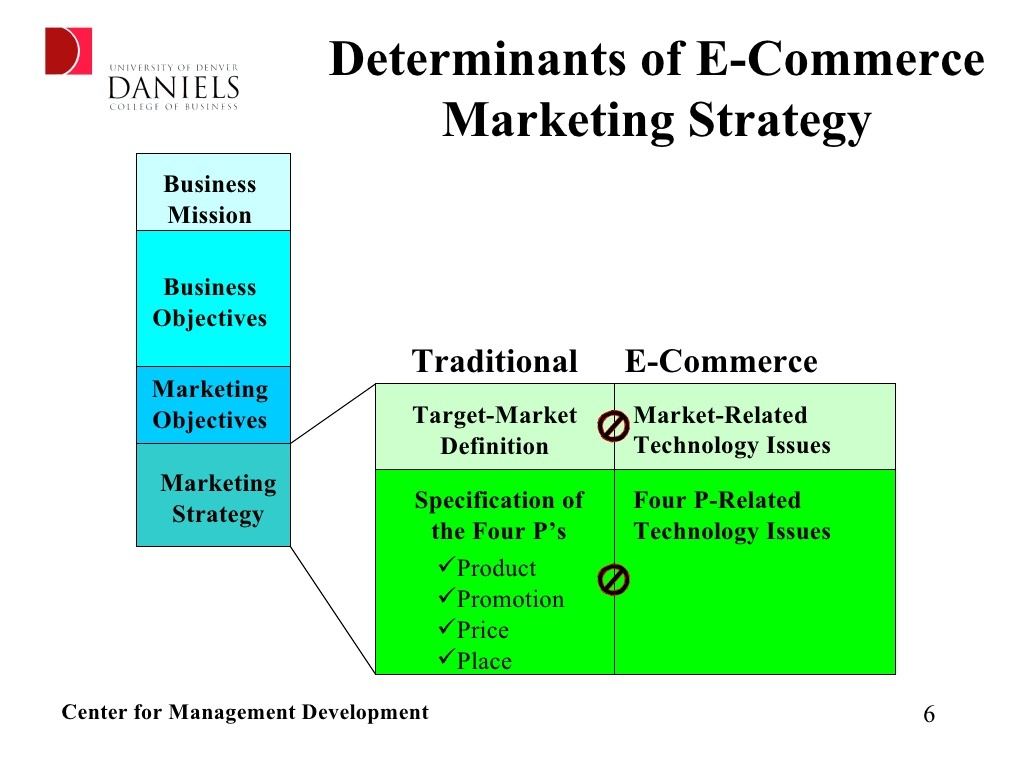 UNIVERSITY OF DENVER
DANIELS
COLLEGE OF BUSINESS
Determinants of E-Commerce
Marketing Strategy
Business
Mission
Business
Objectives
Marketing
Objectives
Marketing
Strategy
Traditional
E-Commerce
Target-Market
Definition
Market-Related
Technology Issues
Specification of
the Four P’s
✓Product
✓Promotion
✓Price
✓Place
Four P-Related
Technology Issues
Center for Management Development
6